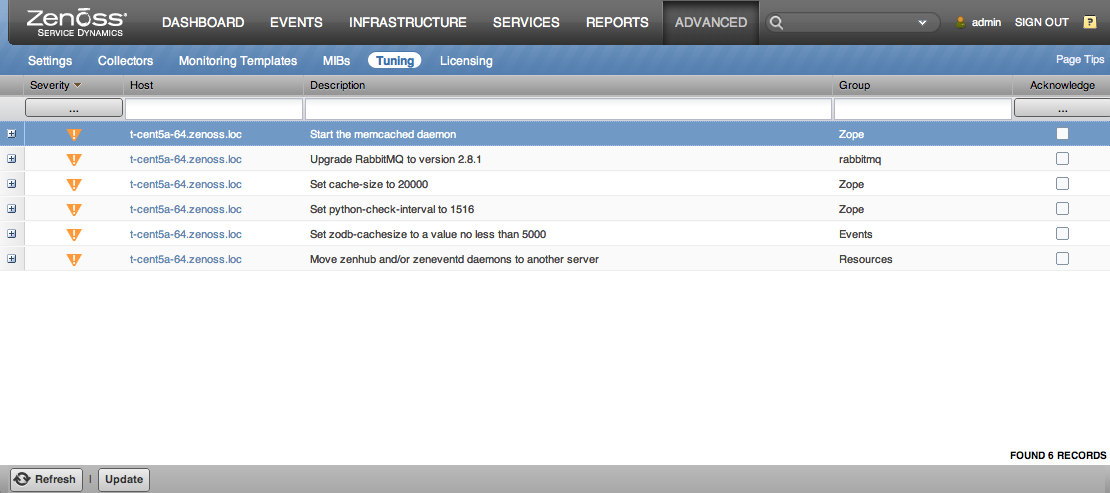 Zenoss® DASHBOARD EVENTS INFRASTRUCTURE SERVICES REPORTS ADVANCED admin SIGN OUT ?
SERVICE DYNAMICS
Settings Collectors Monitoring Templates MIBs Tuning Licensing Page Tips
Severity Host Description Group Acknowledge
... ...
t-cent5a-64.zenoss.loc Start the memcached daemon Zope
t-cent5a-64.zenoss.loc Upgrade RabbitMQ to version 2.8.1 rabbitmq
t-cent5a-64.zenoss.loc Set cache-size to 20000 Zope
t-cent5a-64.zenoss.loc Set python-check-interval to 1516 Zope
t-cent5a-64.zenoss.loc Set zodb-cachesize to a value no less than 5000 Events
t-cent5a-64.zenoss.loc Move zenhub and/or zeneventd daemons to another server Resources
FOUND 6 RECORDS
Refresh | Update